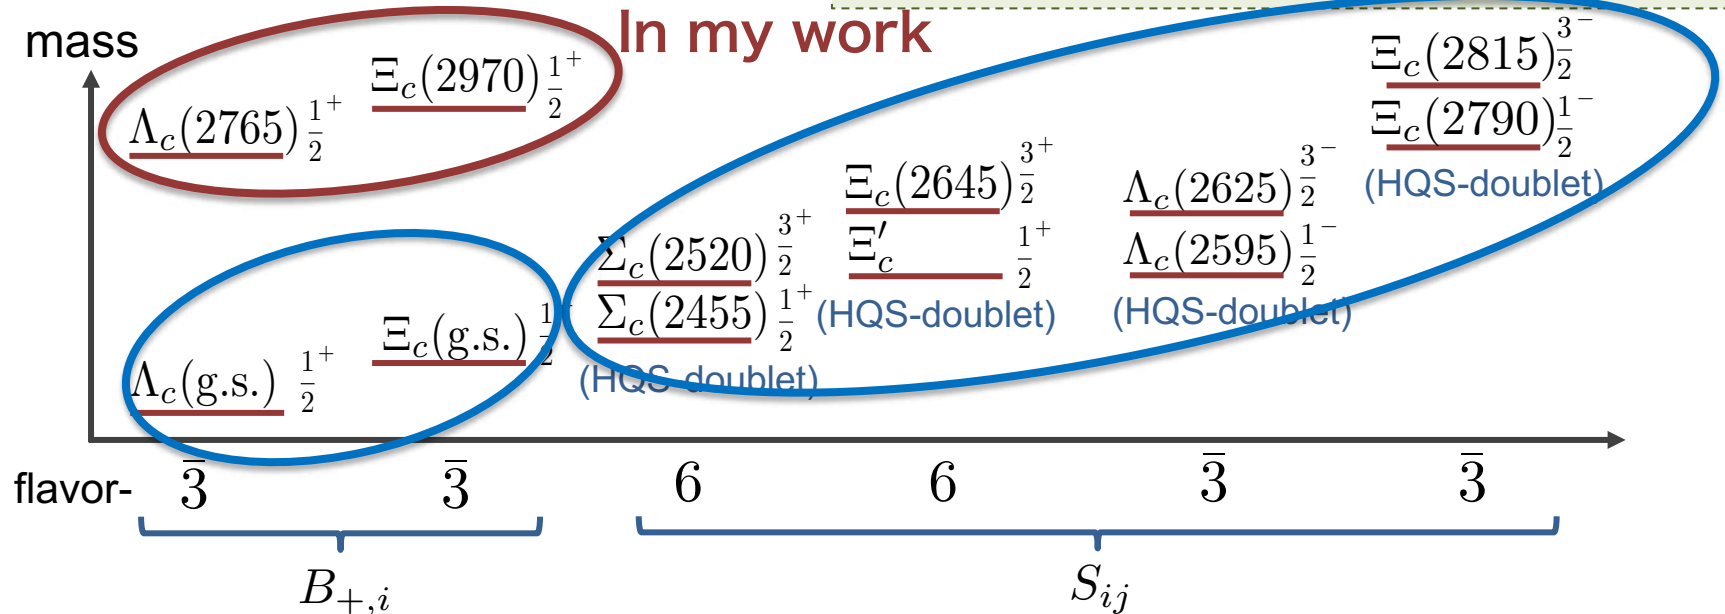 In my work
mass
Λc(2765) 1/2⁺
Ξc(2970) 1/2⁺
Λc(g.s.) 1/2⁺
Ξc(g.s.) 1/2
Σc(2520) 3/2⁺
Σc(2455) 1/2⁺
(HQS-doublet)
Ξc(2645) 3/2⁺
Ξ′c 1/2⁺
(HQS-doublet)
Λc(2625) 3/2⁻
Λc(2595) 1/2⁻
(HQS-doublet)
Ξc(2815) 3/2⁻
Ξc(2790) 1/2⁻
(HQS-doublet)
flavor- 3̄ 3̄ 6 6 3̄ 3̄
B+,i Sij